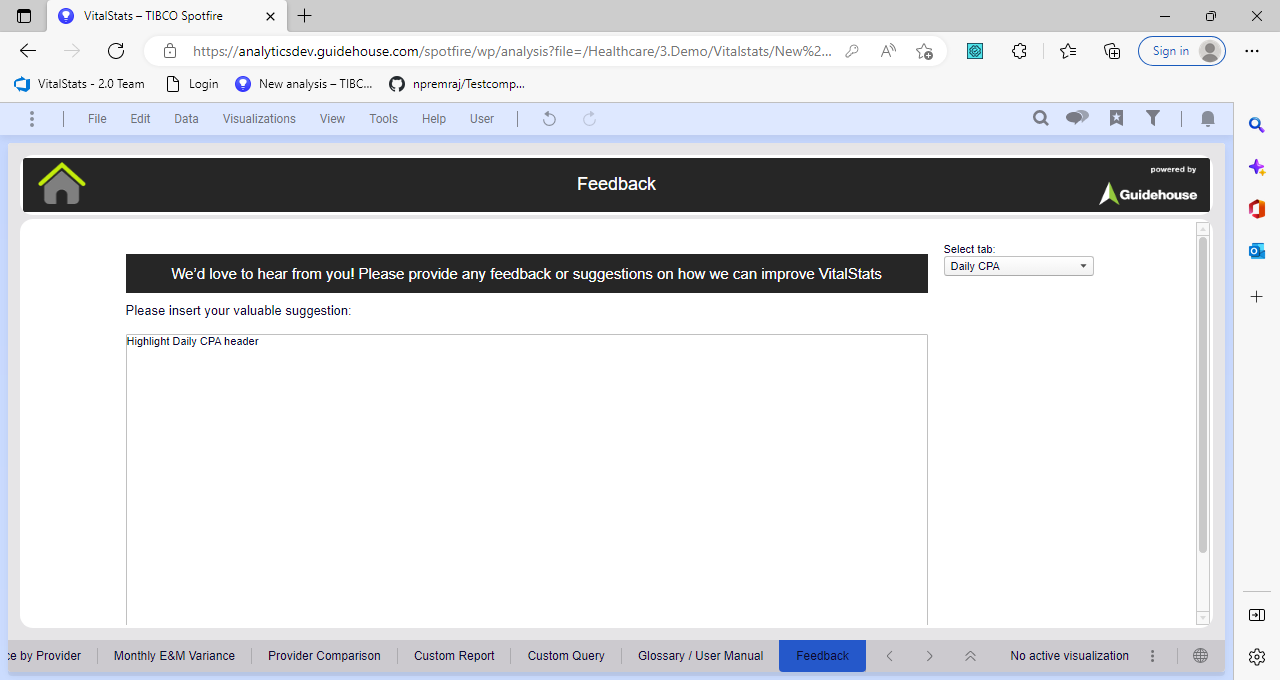 VitalStats – TIBCO Spotfire
https://analyticsdev.guidehouse.com/spotfire/wp/analysis?file=/Healthcare/3.Demo/Vitalstats/New%2...
Sign in
VitalStats - 2.0 Team
Login
New analysis – TIBC...
npremraj/Testcomp...
File Edit Data Visualizations View Tools Help User
Feedback
powered by
Guidehouse
Select tab:
Daily CPA
We'd love to hear from you! Please provide any feedback or suggestions on how we can improve VitalStats
Please insert your valuable suggestion:
Highlight Daily CPA header
ce by Provider
Monthly E&M Variance
Provider Comparison
Custom Report
Custom Query
Glossary / User Manual
Feedback
No active visualization